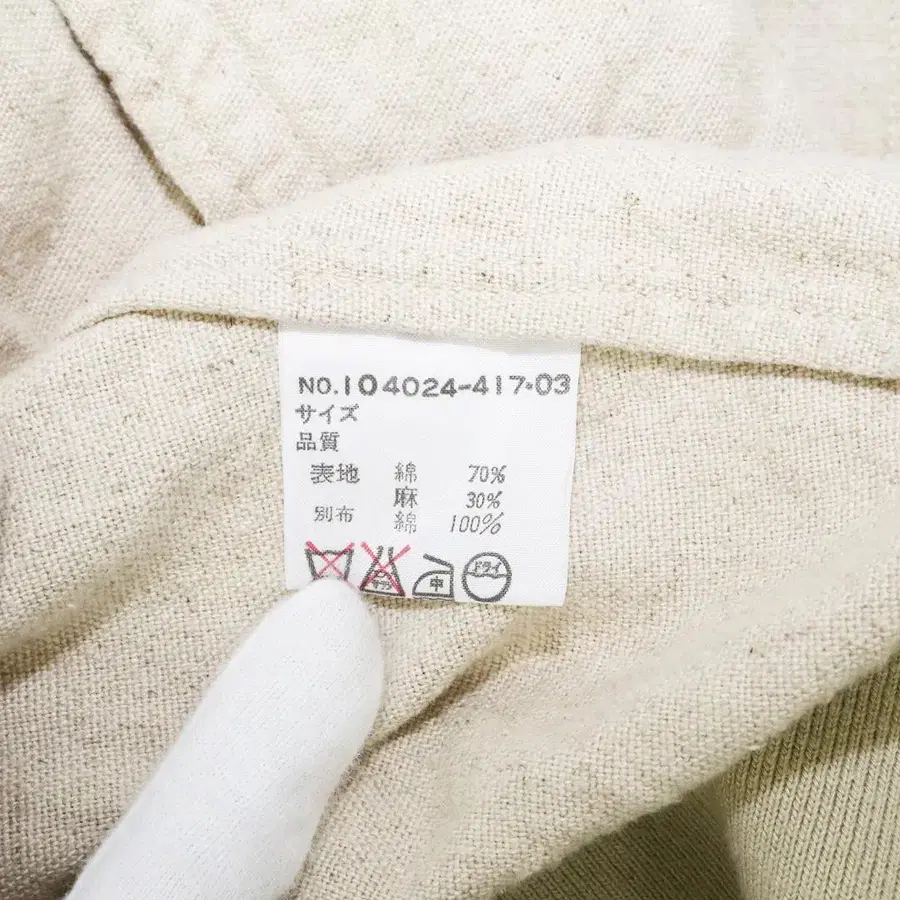 NO.104024-417-03
サイズ
品質
表地 綿 70%
麻 30%
別布 綿 100%
中 ドライ